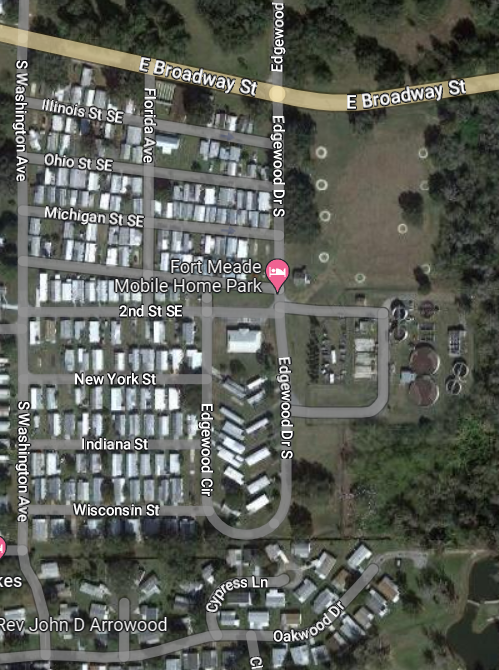 Edgewood
E Broadway St
E Broadway St
S Washington Ave
Illinois St SE
Florida Ave
Edgewood Dr S
Ohio St SE
Michigan St SE
Fort Meade
Mobile Home Park
2nd St SE
New York St
Edgewood Dr S
S Washington Ave
Edgewood Cir
Indiana St
Wisconsin St
kes
Cypress Ln
Rev John D Arrowood
Oakwood Dr
Ci